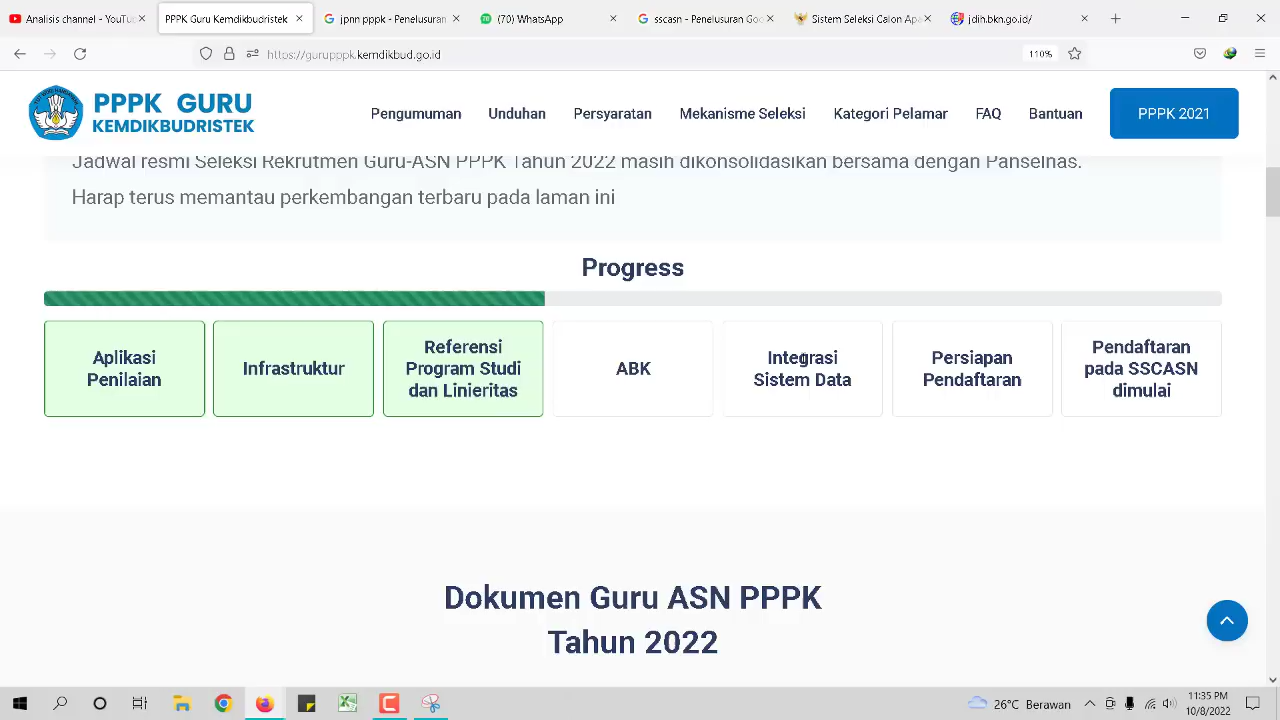 Analisis channel - YouTu
PPPK Guru Kemdikbudristek
jpnn pppk - Penelusuran
(70) WhatsApp
sscasn - Penelusuran Goo
Sistem Seleksi Calon Apa
jdih.bkn.go.id/
https://gurupppk.kemdikbud.go.id
110%
PPPK GURU
KEMDIKBUDRISTEK
Pengumuman
Unduhan
Persyaratan
Mekanisme Seleksi
Kategori Pelamar
FAQ
Bantuan
PPPK 2021
Jadwal resmi Seleksi Rekrutmen Guru-ASN PPPK Tahun 2022 masih dikonsolidasikan bersama dengan Panselnas.
Harap terus memantau perkembangan terbaru pada laman ini
Progress
Aplikasi
Penilaian
Infrastruktur
Referensi
Program Studi
dan Linieritas
ABK
Integrasi
Sistem Data
Persiapan
Pendaftaran
Pendaftaran
pada SSCASN
dimulai
Dokumen Guru ASN PPPK
Tahun 2022
26°C Berawan
11:35 PM
10/8/2022